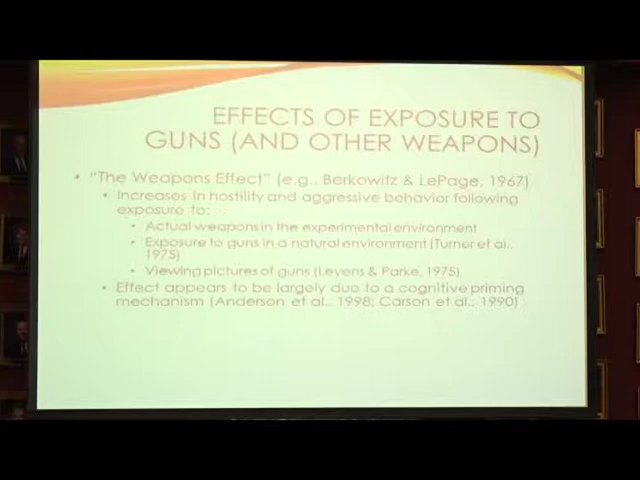 EFFECTS OF EXPOSURE TO
GUNS (AND OTHER WEAPONS)
• "The Weapons Effect" (e.g., Berkowitz & LePage, 1967)
• Increases in hostility and aggressive behavior following
exposure to:
• Actual weapons in the experimental environment
• Exposure to guns in a natural environment (Turner et al.,
1975)
• Viewing pictures of guns (Leyens & Parke, 1975)
• Effect appears to be largely due to a cognitive priming
mechanism (Anderson et al., 1998; Carson et al., 1990)